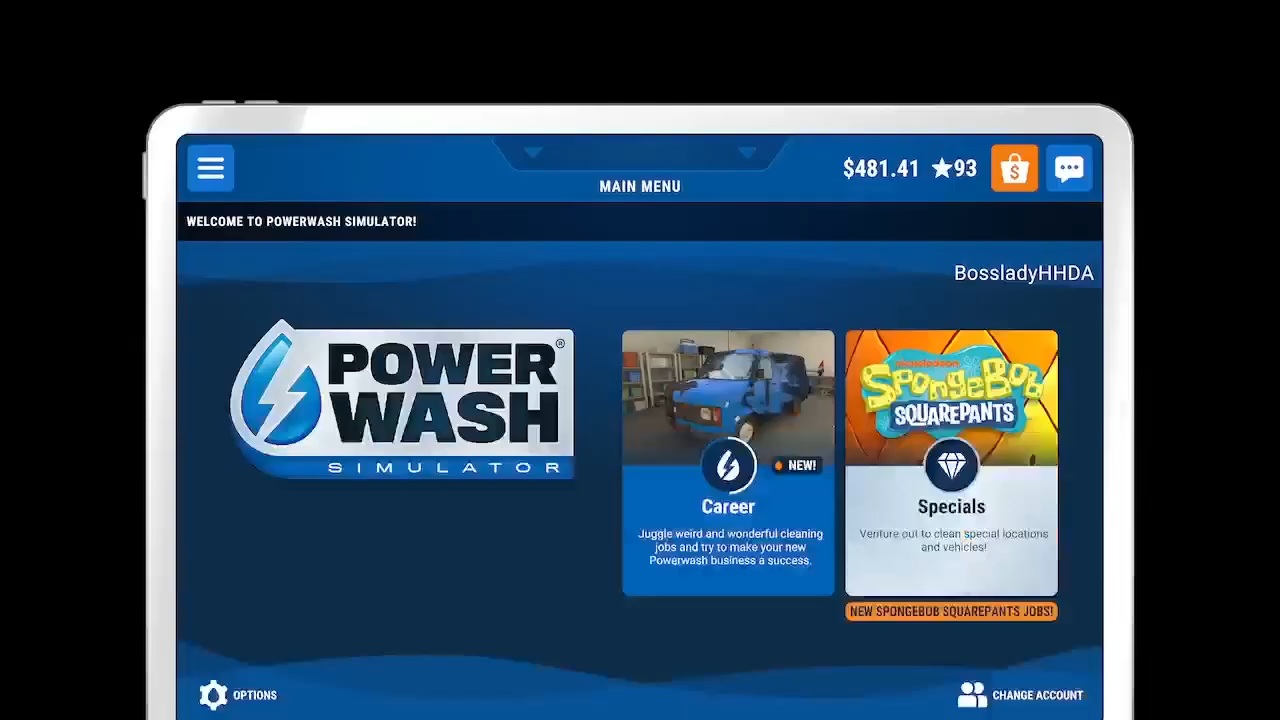 $481.41 ★93
MAIN MENU
WELCOME TO POWERWASH SIMULATOR!
BossladyHHDA
POWER®
WASH
SIMULATOR
nickelodeon
SPONGEBOB
SQUAREPANTS
NEW!
Career
Juggle weird and wonderful cleaning
jobs and try to make your new
Powerwash business a success.
Specials
Venture out to clean special locations
and vehicles!
NEW SPONGEBOB SQUAREPANTS JOBS!
OPTIONS
CHANGE ACCOUNT